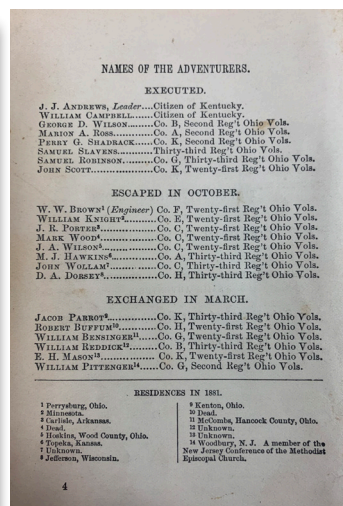 NAMES OF THE ADVENTURERS.
EXECUTED.
J. J. ANDREWS, Leader....Citizen of Kentucky.
WILLIAM CAMPBELL.......Citizen of Kentucky.
GEORGE D. WILSON........Co. B, Second Reg't Ohio Vols.
MARION A. ROSS............Co. A, Second Reg't Ohio Vols.
PERRY G. SHADRACK......Co. K, Second Reg't Ohio Vols.
SAMUEL SLAVENS..........Thirty-third Reg't Ohio Vols.
SAMUEL ROBINSON.........Co. G, Thirty-third Reg't Ohio Vols.
JOHN SCOTT................Co. K, Twenty-first Reg't Ohio Vols.
ESCAPED IN OCTOBER.
W. W. BROWN¹ (Engineer) Co. F, Twenty-first Reg't Ohio Vols.
WILLIAM KNIGHT²..........Co. E, Twenty-first Reg't Ohio Vols.
J. R. PORTER³..............Co. C, Twenty-first Reg't Ohio Vols.
MARK WOOD⁴..............Co. C, Twenty-first Reg't Ohio Vols.
J. A. WILSON⁵..............Co. C, Twenty-first Reg't Ohio Vols.
M. J. HAWKINS⁶............Co. A, Thirty-third Reg't Ohio Vols.
JOHN WOLLAM⁷............Co. C, Thirty-third Reg't Ohio Vols.
D. A. DORSEY⁸.............Co. H, Thirty-third Reg't Ohio Vols.
EXCHANGED IN MARCH.
JACOB PARROT⁹.............Co. K, Thirty-third Reg't Ohio Vols.
ROBERT BUFFUM¹⁰..........Co. H, Twenty-first Reg't Ohio Vols.
WILLIAM BENSINGER¹¹......Co. G, Twenty-first Reg't Ohio Vols.
WILLIAM REDDICK¹²........Co. B, Thirty-third Reg't Ohio Vols.
E. H. MASON¹³..............Co. K, Twenty-first Reg't Ohio Vols.
WILLIAM PITTENGER¹⁴......Co. G, Second Reg't Ohio Vols.
RESIDENCES IN 1881.
¹ Perrysburg, Ohio.
² Minnesota.
³ Carlisle, Arkansas.
⁴ Dead.
⁵ Hoskins, Wood County, Ohio.
⁶ Topeka, Kansas.
⁷ Unknown.
⁸ Jefferson, Wisconsin.
⁹ Kenton, Ohio.
¹⁰ Dead.
¹¹ McCombs, Hancock County, Ohio.
¹² Unknown.
¹³ Unknown.
¹⁴ Woodbury, N. J. A member of the
New Jersey Conference of the Methodist
Episcopal Church.
4